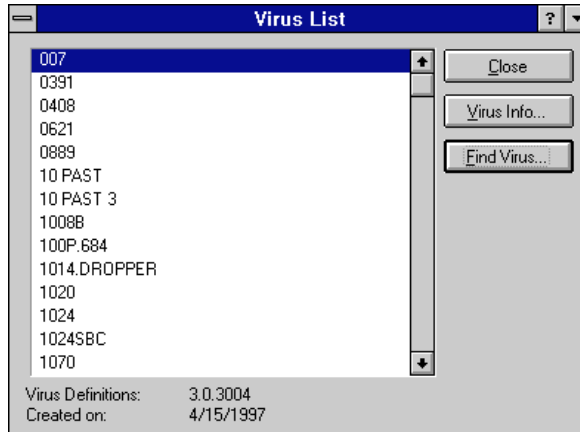 Virus List
?
007
0391
0408
0621
0889
10 PAST
10 PAST 3
1008B
100P.684
1014.DROPPER
1020
1024
1024SBC
1070
Close
Virus Info...
Find Virus...
Virus Definitions: 3.0.3004
Created on: 4/15/1997